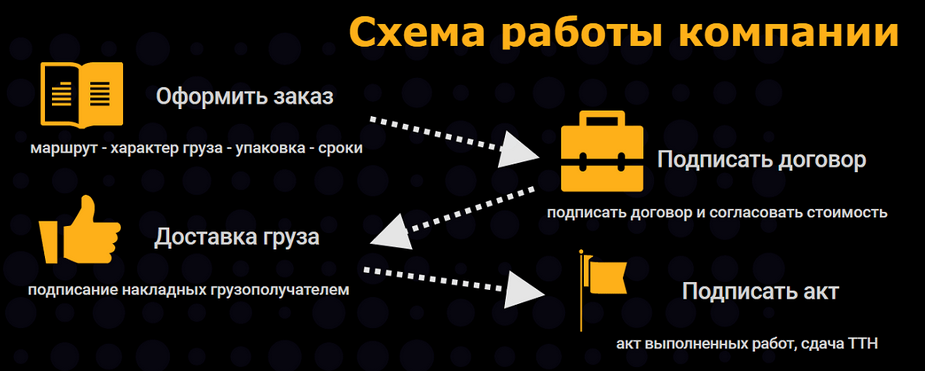 Схема работы компании
Оформить заказ
маршрут - характер груза - упаковка - сроки
Подписать договор
подписать договор и согласовать стоимость
Доставка груза
подписание накладных грузополучателем
Подписать акт
акт выполненных работ, сдача ТТН